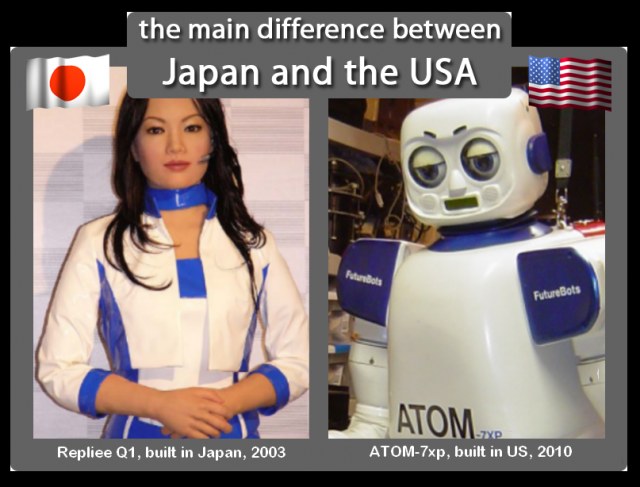 the main difference between
Japan and the USA
FutureBots
FutureBots
ATOM-7XP
Repliee Q1, built in Japan, 2003
ATOM-7xp, built in US, 2010